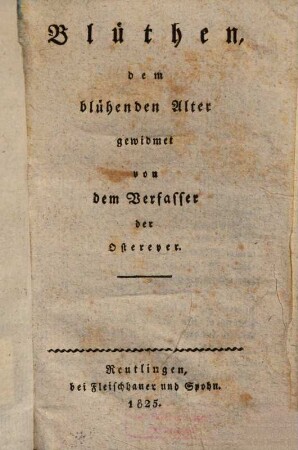 Blüthen,
dem
blühenden Alter
gewidmet
von
dem Verfasser
der
Ostereyer.
Reutlingen,
bei Fleischhauer und Spohn.
1825.